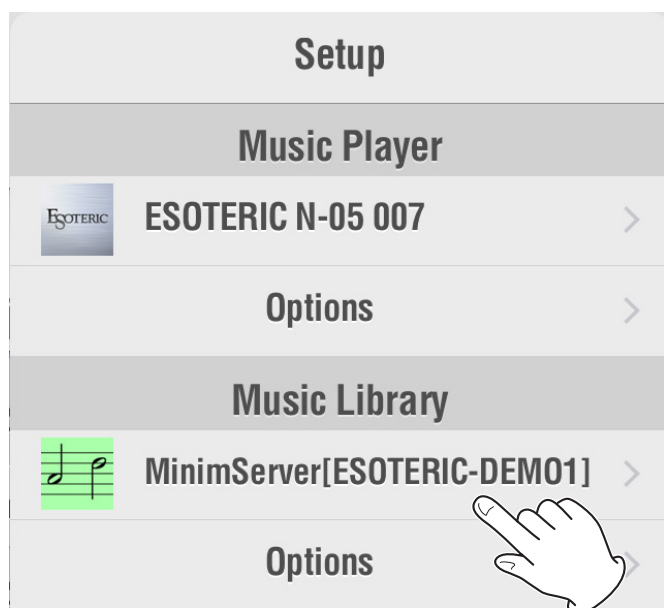 Setup
Music Player
ESOTERIC
ESOTERIC N-05 007
Options
Music Library
MinimServer[ESOTERIC-DEMO1]
Options